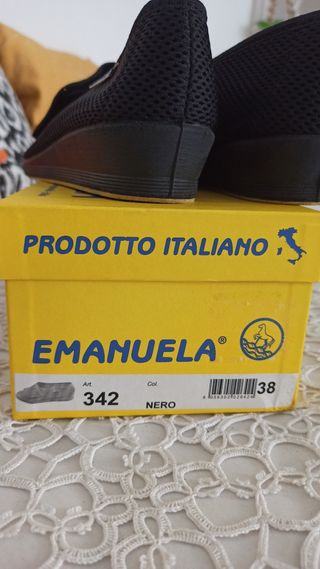 PRODOTTO ITALIANO
EMANUELA®
Art. Col. 38
342 NERO